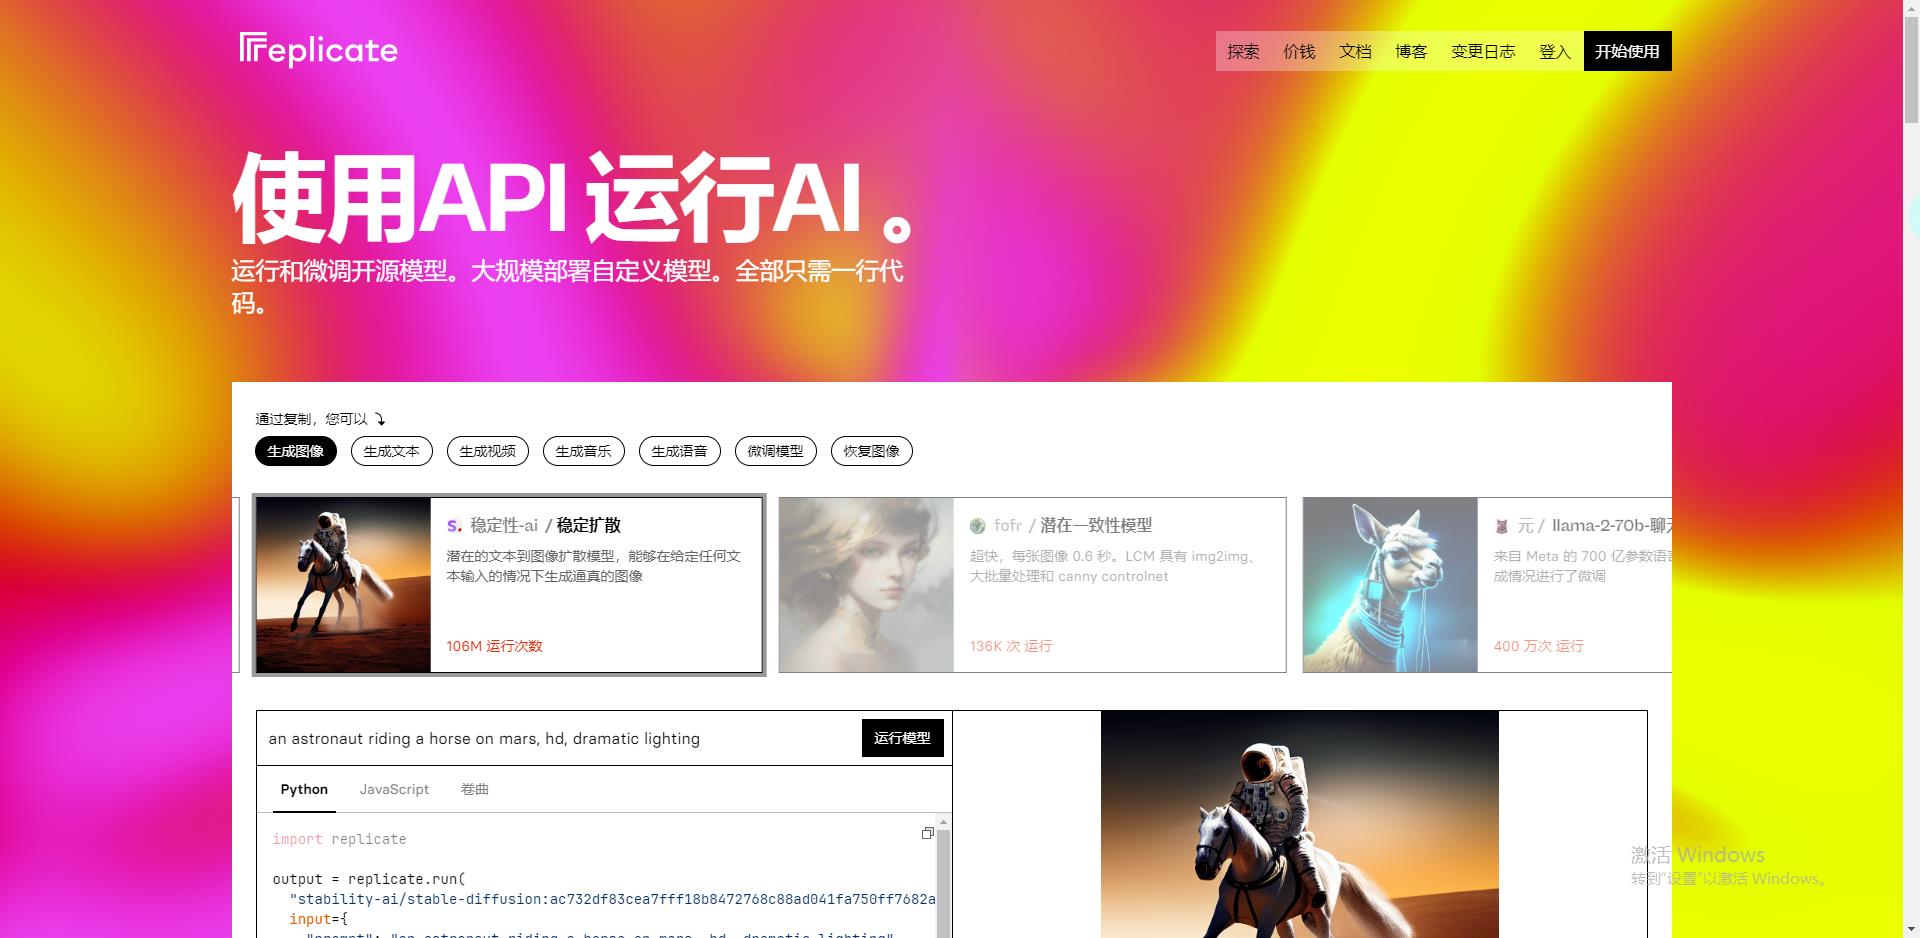 replicate
探索 价钱 文档 博客 变更日志 登入 开始使用
使用API 运行AI 。
运行和微调开源模型。大规模部署自定义模型。全部只需一行代
码。
通过复制，您可以
生成图像 生成文本 生成视频 生成音乐 生成语音 微调模型 恢复图像
S. 稳定性-ai / 稳定扩散
潜在的文本到图像扩散模型，能够在给定任何文
本输入的情况下生成逼真的图像
106M 运行次数
fofr / 潜在一致性模型
超快，每张图像 0.6 秒。LCM 具有 img2img、
大批量处理和 canny controlnet
136K 次 运行
元 / llama-2-70b-聊
来自 Meta 的 700 亿参数语
成情况进行了微调
400 万次 运行
an astronaut riding a horse on mars, hd, dramatic lighting
运行模型
Python JavaScript 卷曲
import replicate
output = replicate.run(
"stability-ai/stable-diffusion:ac732df83cea7fff18b8472768c88ad041fa750ff7682a
input={
"prompt": "an astronaut riding a horse on mars, hd, dramatic lighting"
激活 Windows
转到“设置”以激活 Windows。